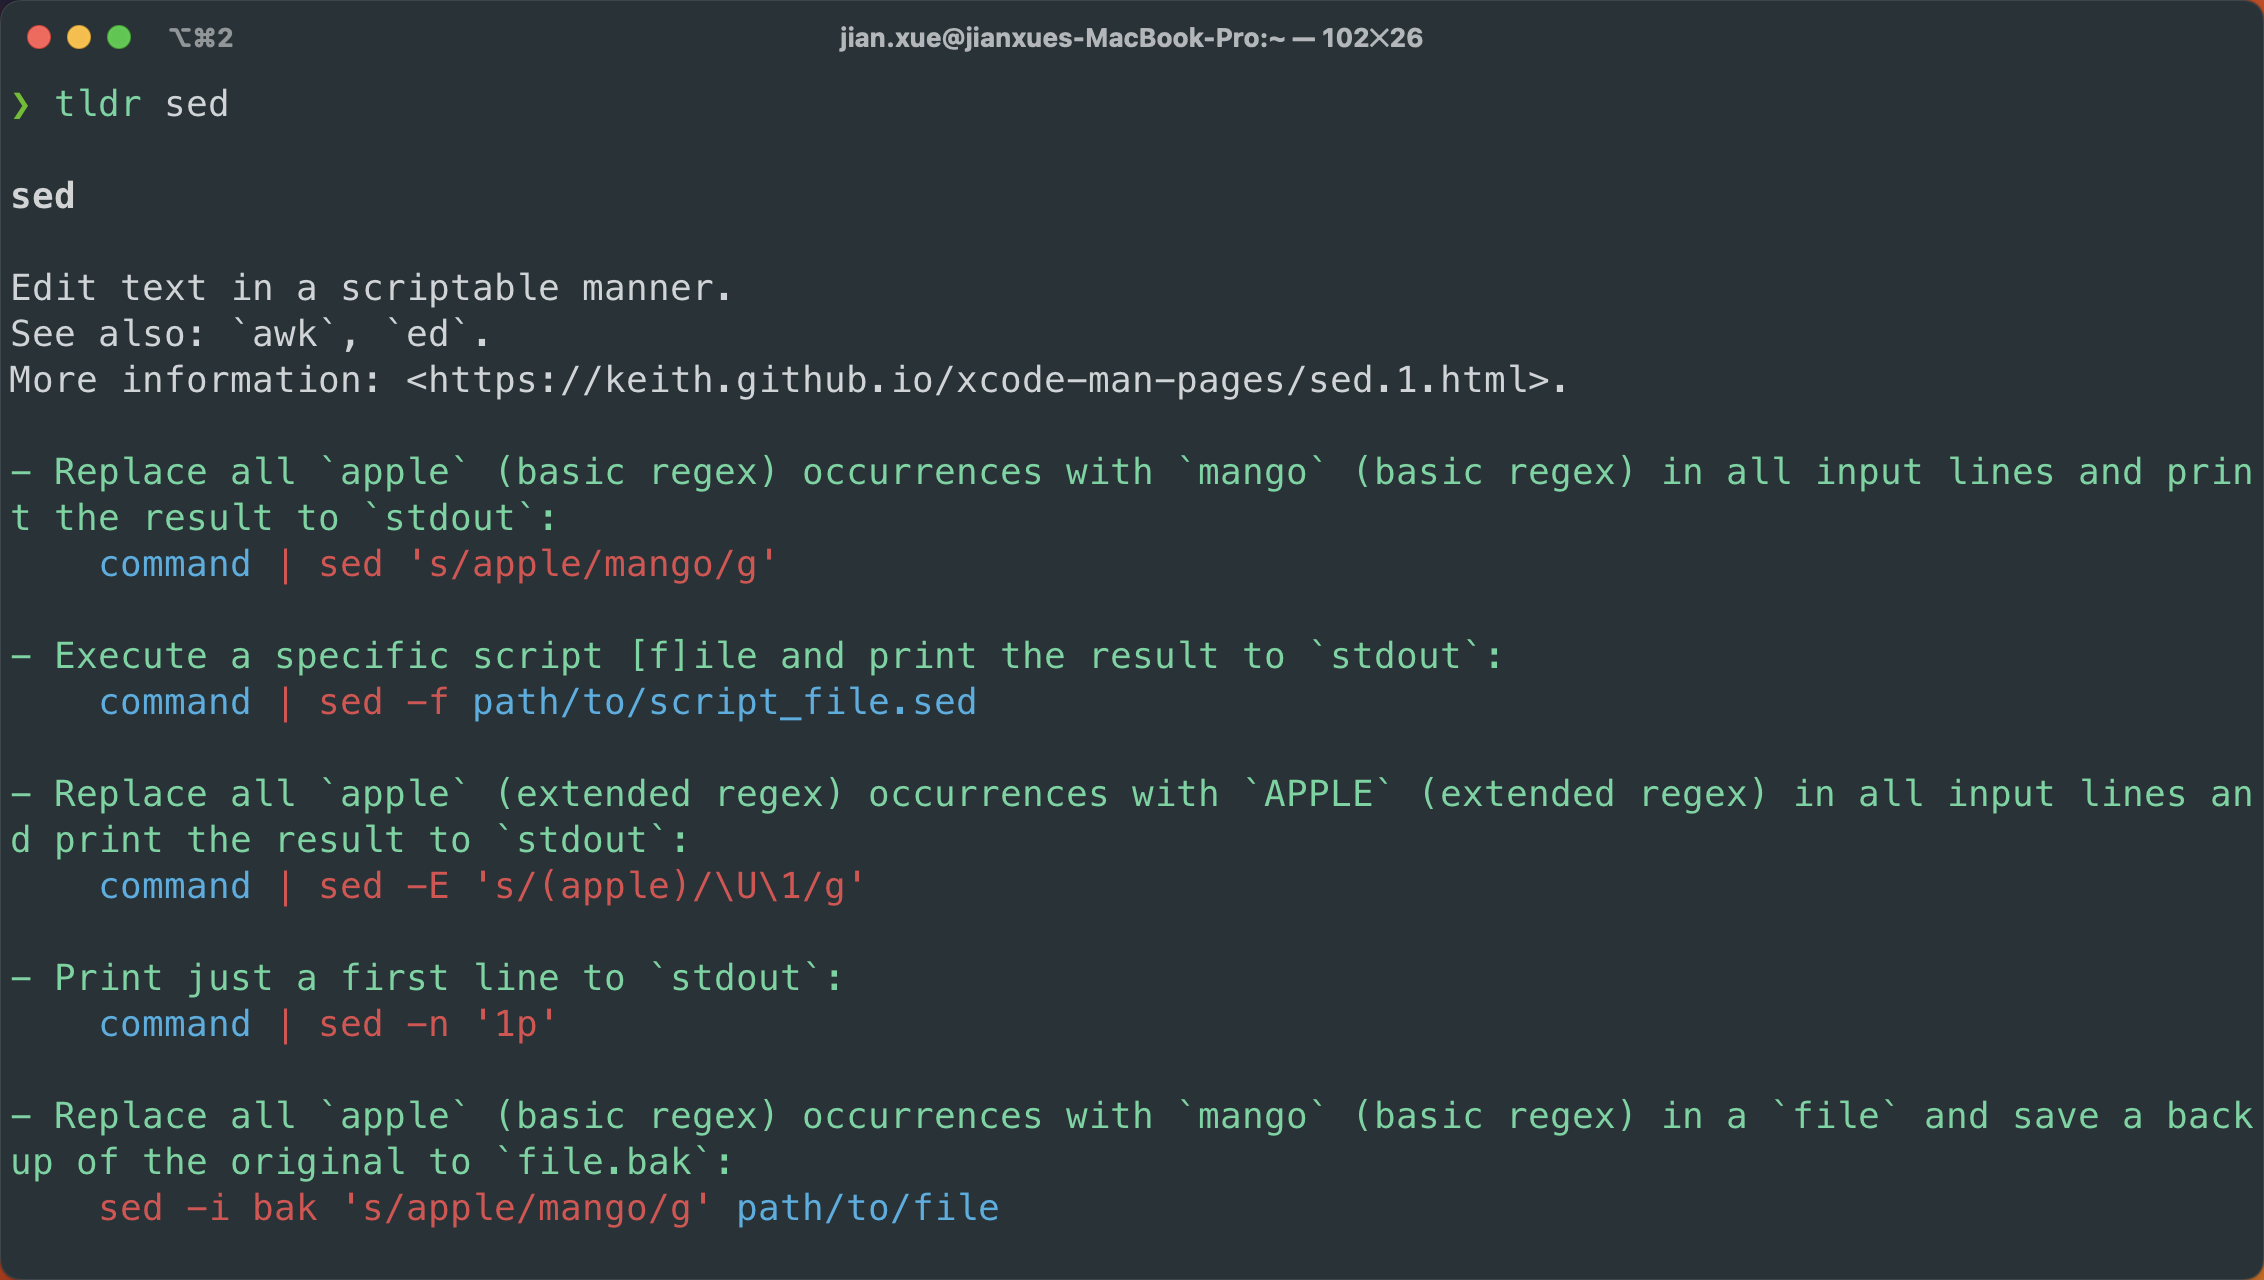 ⌥⌘2
jian.xue@jianxues-MacBook-Pro:~ — 102×26
❯ tldr sed
sed
Edit text in a scriptable manner.
See also: `awk`, `ed`.
More information: <https://keith.github.io/xcode-man-pages/sed.1.html>.
- Replace all `apple` (basic regex) occurrences with `mango` (basic regex) in all input lines and prin
t the result to `stdout`:
command | sed 's/apple/mango/g'
- Execute a specific script [f]ile and print the result to `stdout`:
command | sed -f path/to/script_file.sed
- Replace all `apple` (extended regex) occurrences with `APPLE` (extended regex) in all input lines an
d print the result to `stdout`:
command | sed -E 's/(apple)/\U\1/g'
- Print just a first line to `stdout`:
command | sed -n '1p'
- Replace all `apple` (basic regex) occurrences with `mango` (basic regex) in a `file` and save a back
up of the original to `file.bak`:
sed -i bak 's/apple/mango/g' path/to/file